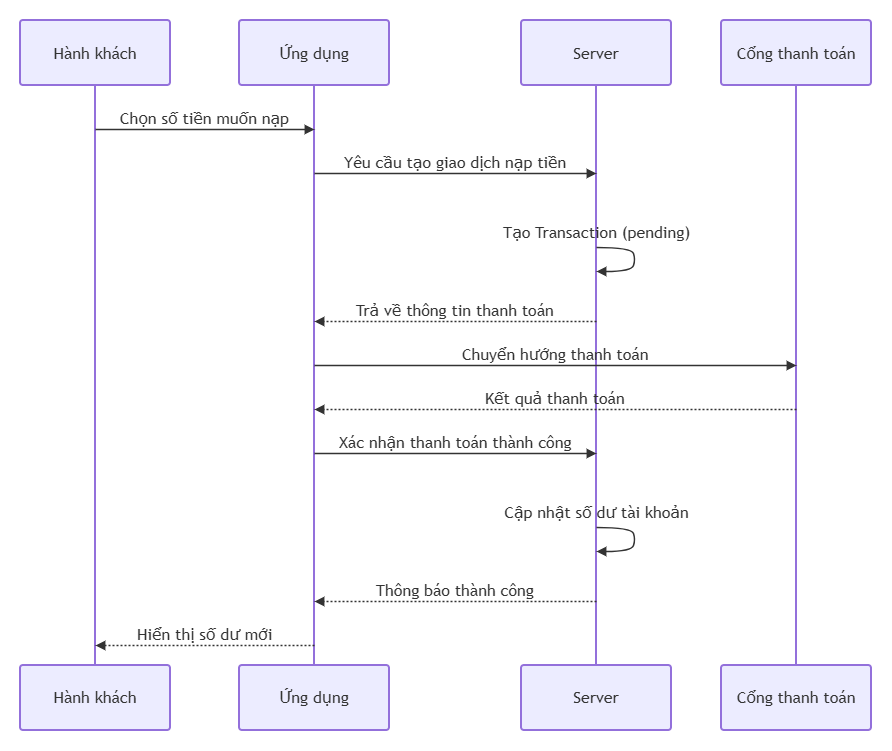 Hành khách
Ứng dụng
Server
Cổng thanh toán
Chọn số tiền muốn nạp
Yêu cầu tạo giao dịch nạp tiền
Tạo Transaction (pending)
Trả về thông tin thanh toán
Chuyển hướng thanh toán
Kết quả thanh toán
Xác nhận thanh toán thành công
Cập nhật số dư tài khoản
Thông báo thành công
Hiển thị số dư mới
Hành khách
Ứng dụng
Server
Cổng thanh toán